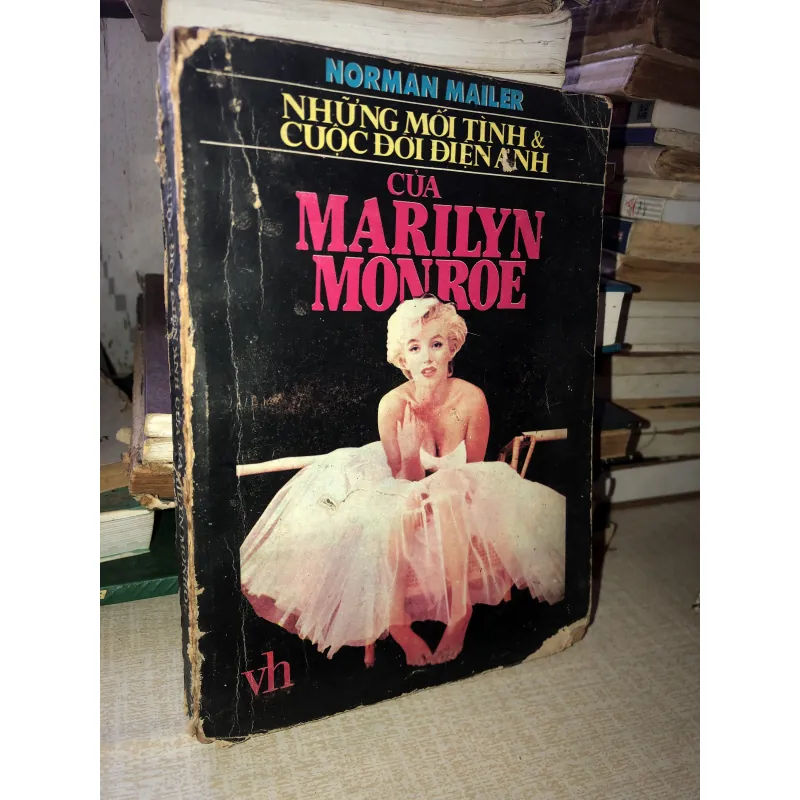 NORMAN MAILER
NHỮNG MỐI TÌNH &
CUỘC ĐỜI ĐIỆN ẢNH
CỦA
MARILYN
MONROE
vh